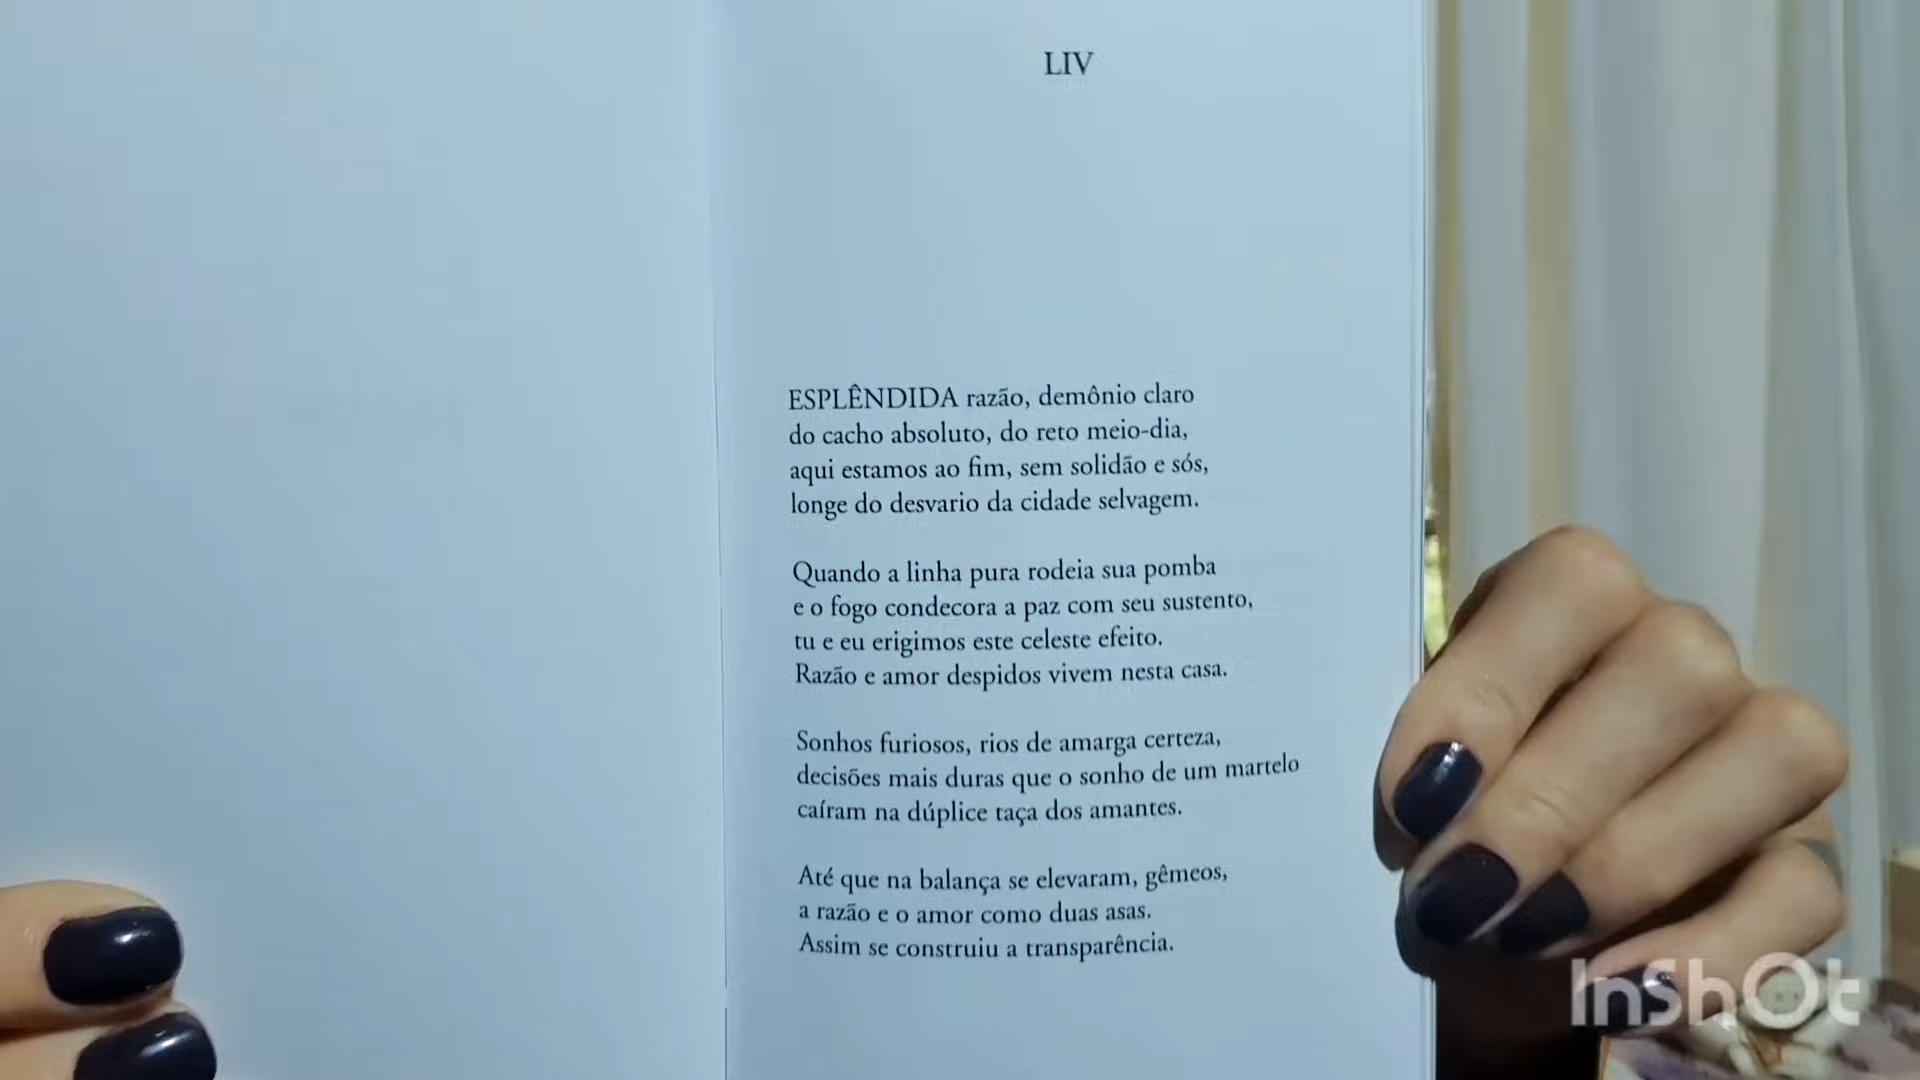 LIV
ESPLÊNDIDA razão, demônio claro
do cacho absoluto, do reto meio-dia,
aqui estamos ao fim, sem solidão e sós,
longe do desvario da cidade selvagem.
Quando a linha pura rodeia sua pomba
e o fogo condecora a paz com seu sustento,
tu e eu erigimos este celeste efeito.
Razão e amor despidos vivem nesta casa.
Sonhos furiosos, rios de amarga certeza,
decisões mais duras que o sonho de um martelo
caíram na dúplice taça dos amantes.
Até que na balança se elevaram, gêmeos,
a razão e o amor como duas asas.
Assim se construiu a transparência.
InShOt